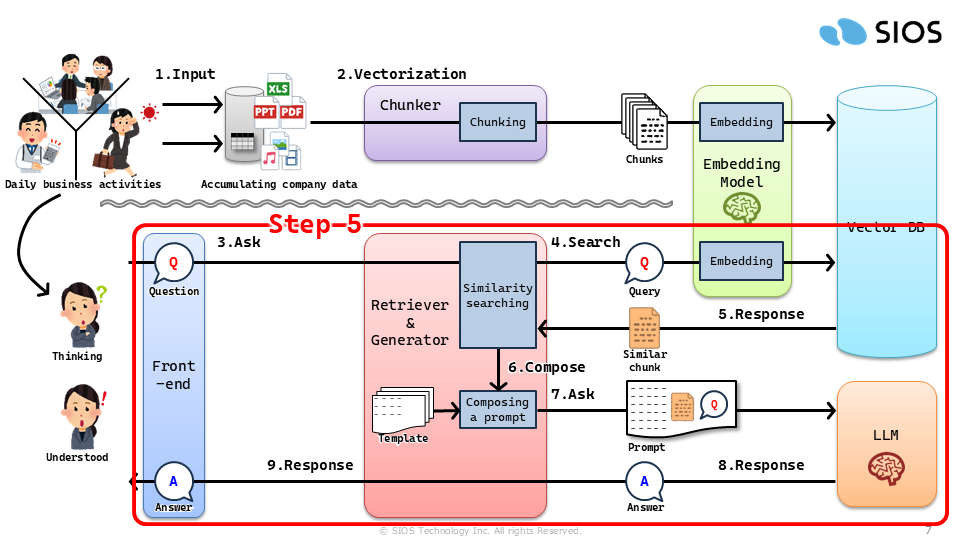 SIOS
1.Input
2.Vectorization
XLS
PPT
PDF
Chunker
Chunking
Chunks
Embedding
Embedding
Model
Daily business activities
Accumulating company data
Vector DB
Step-5
3.Ask
4.Search
Q
Question
Similarity
searching
Q
Query
Embedding
Retriever
&
Generator
5.Response
Similar
chunk
Thinking
Front
-end
6.Compose
7.Ask
Template
Composing
a prompt
Q
Prompt
LLM
Understood
9.Response
8.Response
A
Answer
A
Answer
© SIOS Technology Inc. All rights Reserved.
7